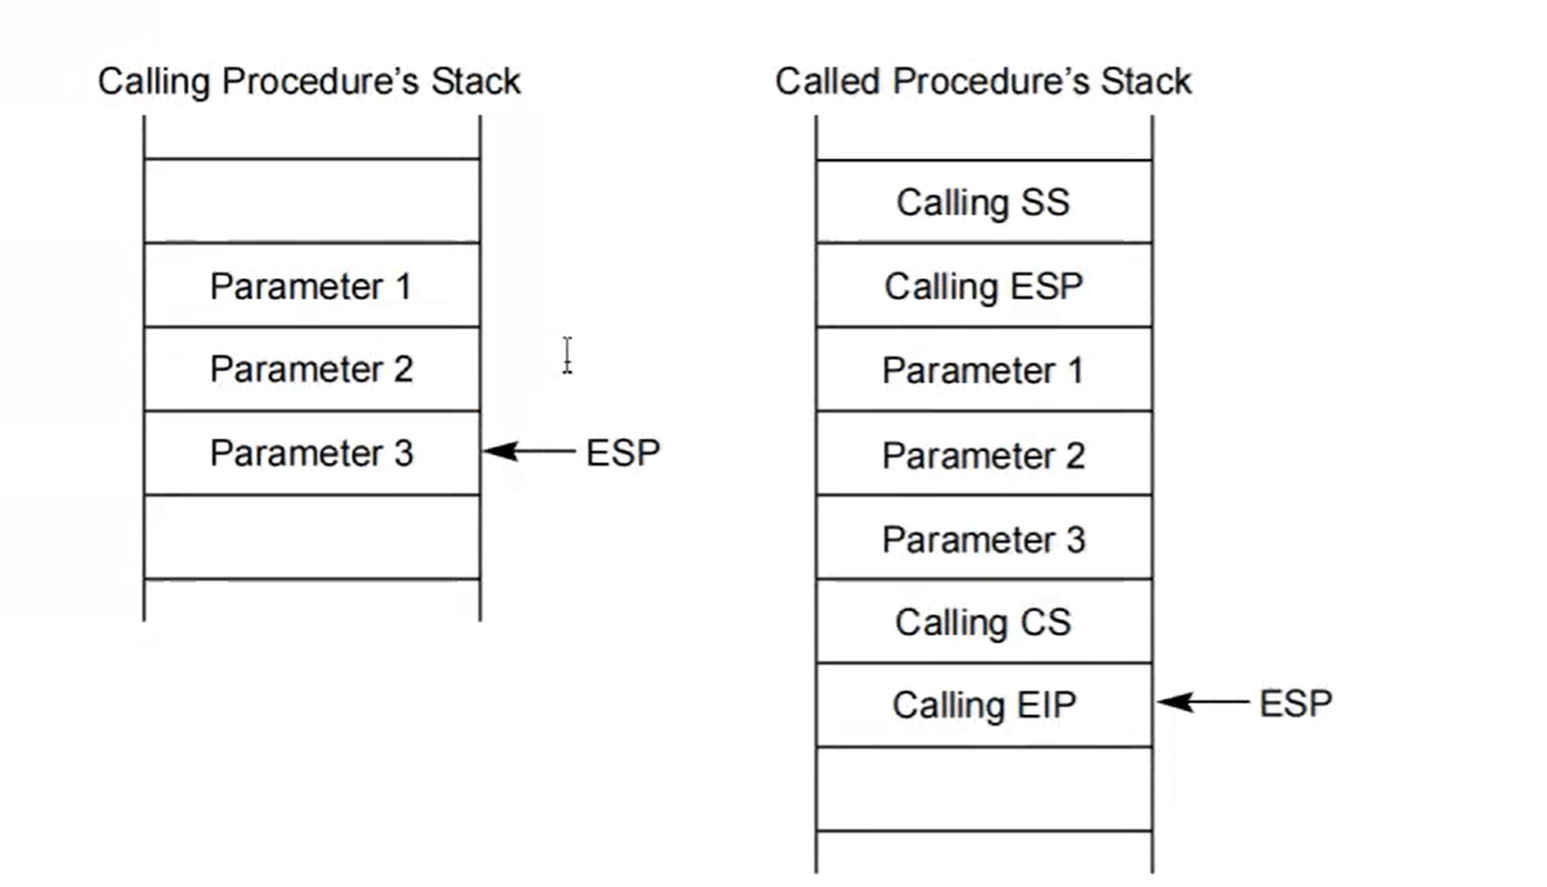 Calling Procedure’s Stack
Parameter 1
Parameter 2
Parameter 3
ESP
Called Procedure’s Stack
Calling SS
Calling ESP
Parameter 1
Parameter 2
Parameter 3
Calling CS
Calling EIP
ESP